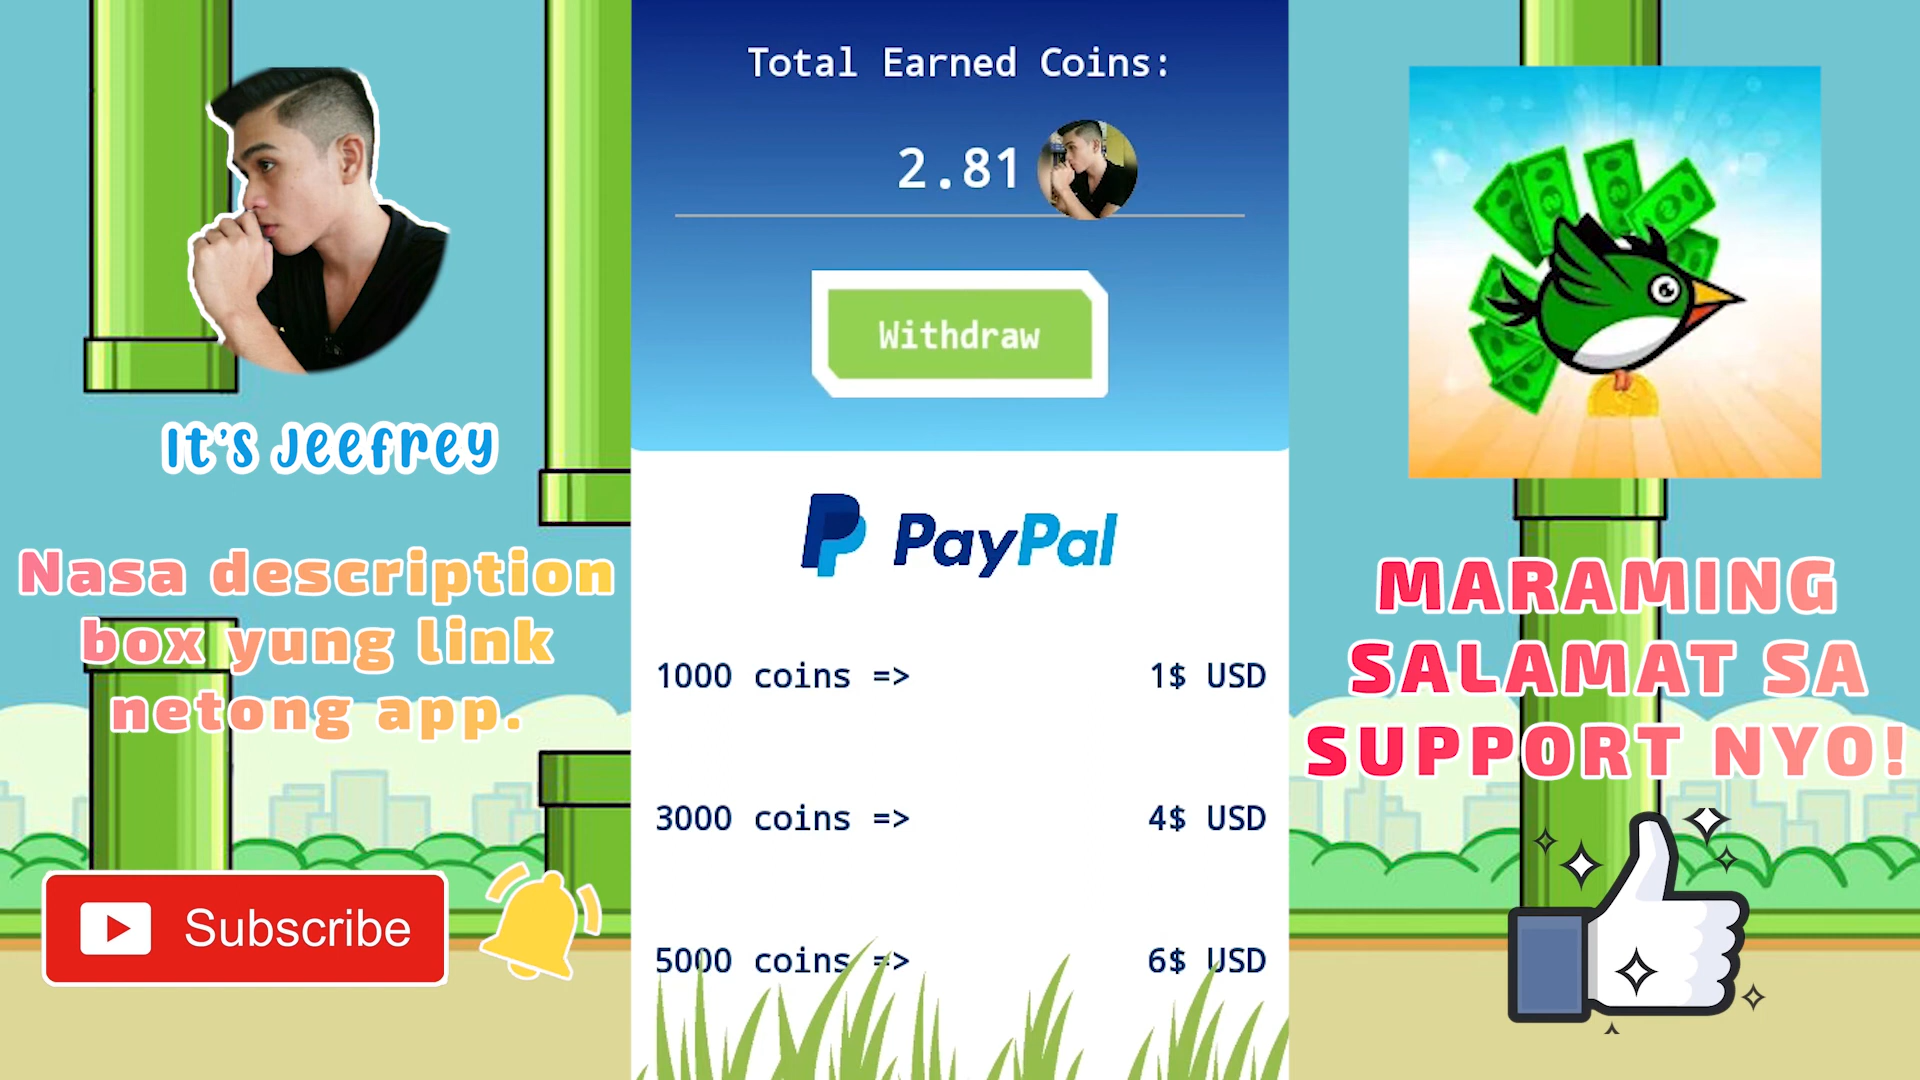 It's Jeefrey
Nasa description
box yung link
netong app.
Subscribe
Total Earned Coins:
2.81
Withdraw
PayPal
1000 coins => 1$ USD
3000 coins => 4$ USD
5000 coins => 6$ USD
MARAMING
SALAMAT SA
SUPPORT NYO!